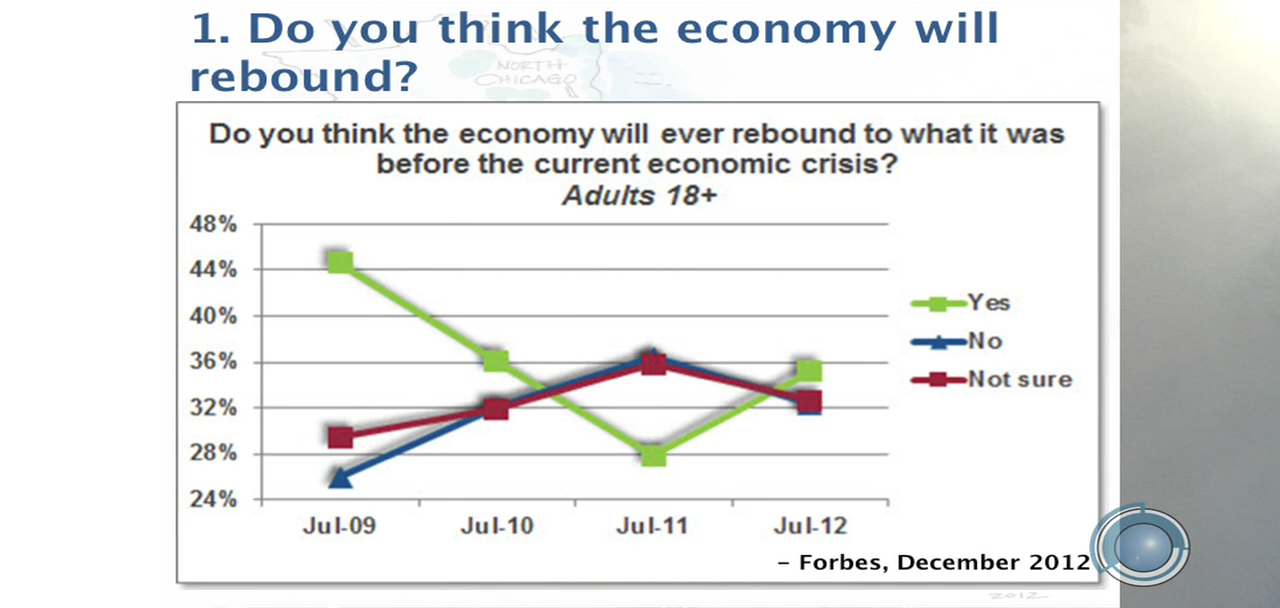 1. Do you think the economy will
rebound?
NORTH
CHICAGO
Do you think the economy will ever rebound to what it was
before the current economic crisis?
Adults 18+
48%
44%
40%
36%
32%
28%
24%
Jul-09 Jul-10 Jul-11 Jul-12
Yes
No
Not sure
– Forbes, December 2012
2012